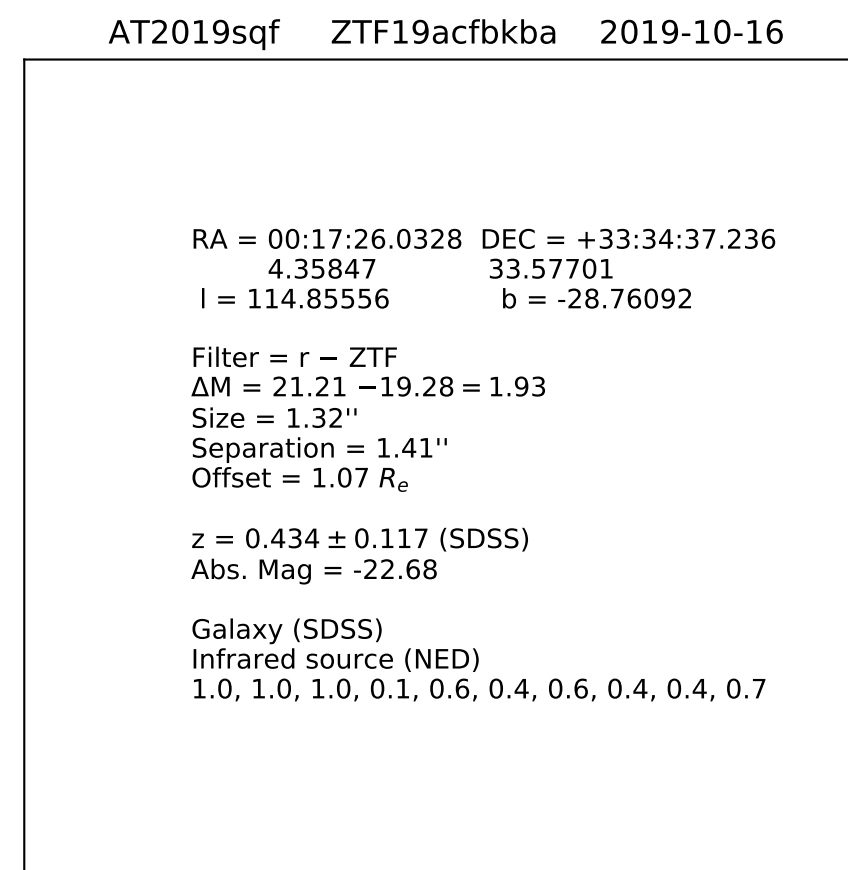 AT2019sqf ZTF19acfbkba 2019-10-16
RA = 00:17:26.0328 DEC = +33:34:37.236
4.35847 33.57701
l = 114.85556 b = -28.76092
Filter = r − ZTF
ΔM = 21.21 −19.28 = 1.93
Size = 1.32''
Separation = 1.41''
Offset = 1.07 Rₑ
z = 0.434 ± 0.117 (SDSS)
Abs. Mag = -22.68
Galaxy (SDSS)
Infrared source (NED)
1.0, 1.0, 1.0, 0.1, 0.6, 0.4, 0.6, 0.4, 0.4, 0.7